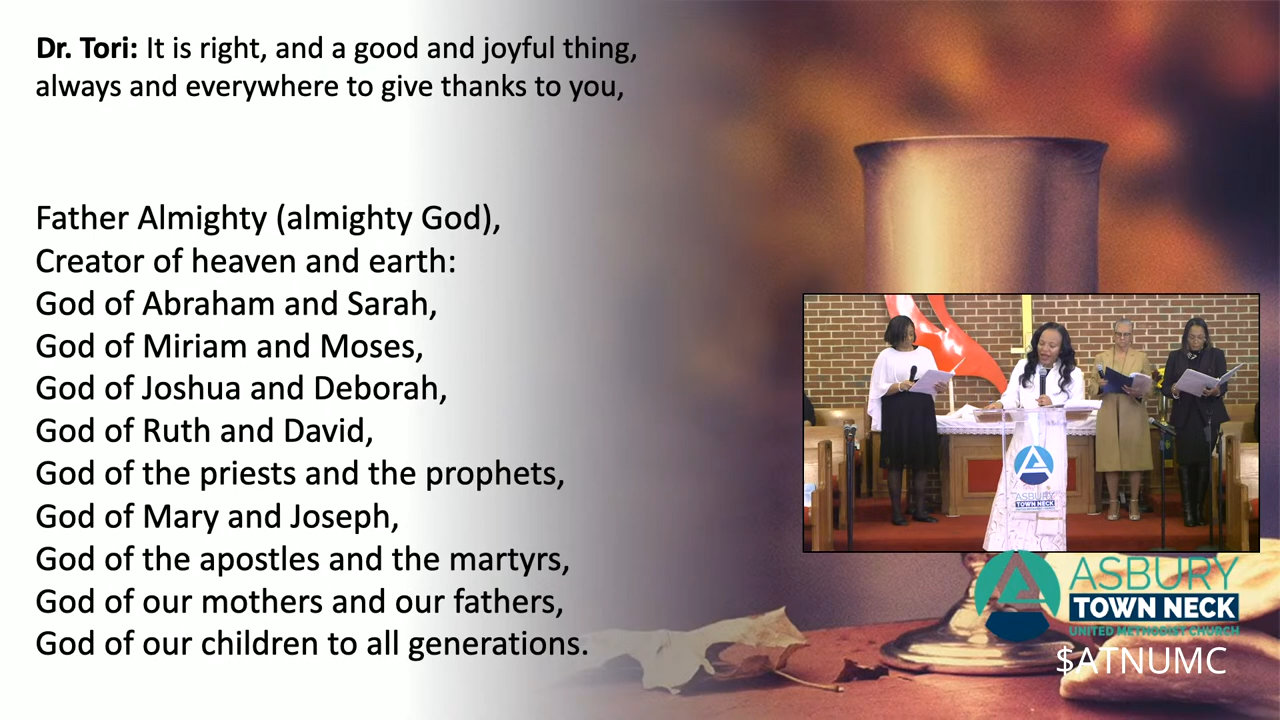 Dr. Tori: It is right, and a good and joyful thing,
always and everywhere to give thanks to you,
Father Almighty (almighty God),
Creator of heaven and earth:
God of Abraham and Sarah,
God of Miriam and Moses,
God of Joshua and Deborah,
God of Ruth and David,
God of the priests and the prophets,
God of Mary and Joseph,
God of the apostles and the martyrs,
God of our mothers and our fathers,
God of our children to all generations.
ASBURY
TOWN NECK
ASBURY
TOWN NECK
UNITED METHODIST CHURCH
$ATNUMC